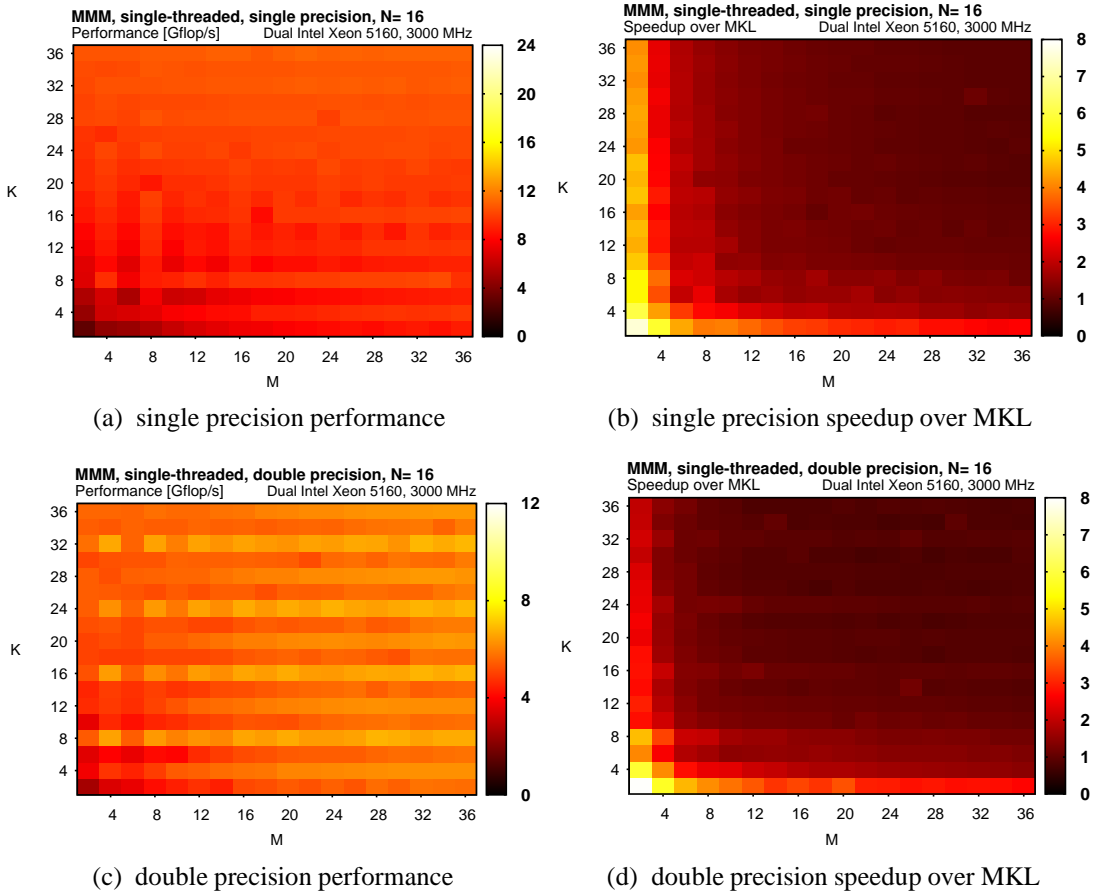 MMM, single-threaded, single precision, N= 16
Performance [Gflop/s] Dual Intel Xeon 5160, 3000 MHz
36
32
28
24
20
16
12
8
4
K
4 8 12 16 20 24 28 32 36
M
24
20
16
12
8
4
0
(a) single precision performance
MMM, single-threaded, single precision, N= 16
Speedup over MKL Dual Intel Xeon 5160, 3000 MHz
36
32
28
24
20
16
12
8
4
K
4 8 12 16 20 24 28 32 36
M
8
7
6
5
4
3
2
1
0
(b) single precision speedup over MKL
MMM, single-threaded, double precision, N= 16
Performance [Gflop/s] Dual Intel Xeon 5160, 3000 MHz
36
32
28
24
20
16
12
8
4
K
4 8 12 16 20 24 28 32 36
M
12
8
4
0
(c) double precision performance
MMM, single-threaded, double precision, N= 16
Speedup over MKL Dual Intel Xeon 5160, 3000 MHz
36
32
28
24
20
16
12
8
4
K
4 8 12 16 20 24 28 32 36
M
8
7
6
5
4
3
2
1
0
(d) double precision speedup over MKL